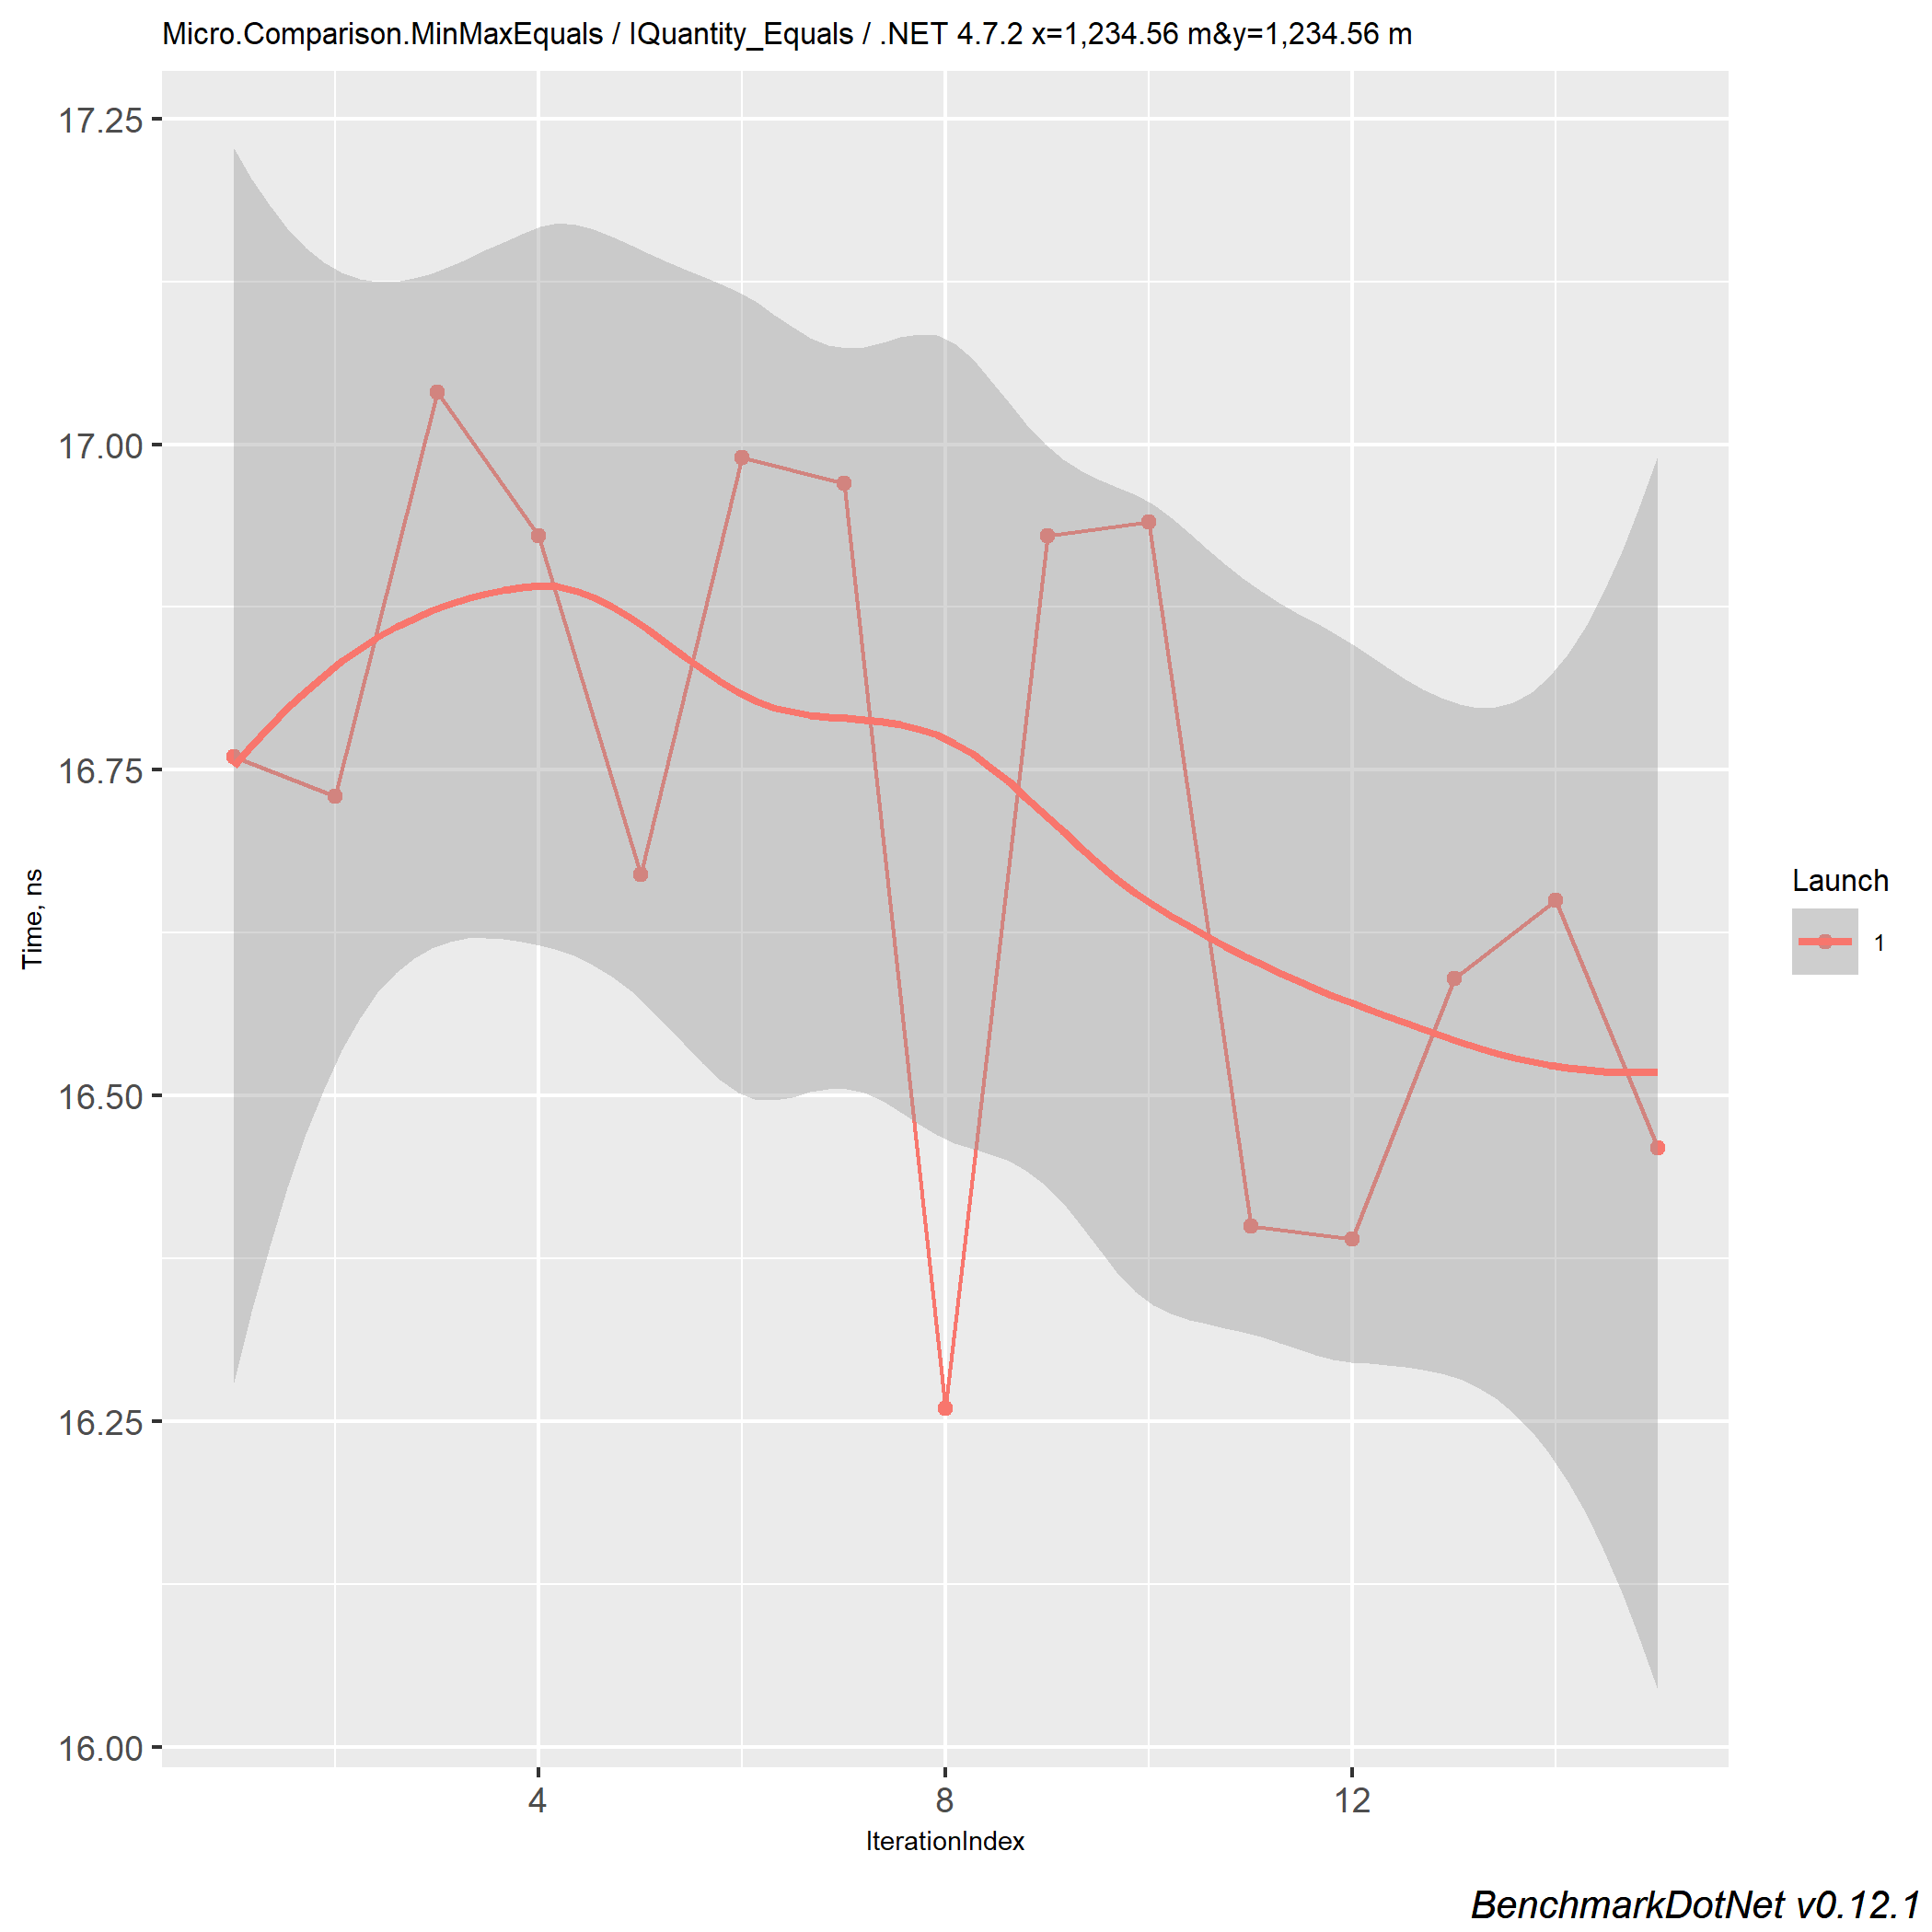 Micro.Comparison.MinMaxEquals / IQuantity_Equals / .NET 4.7.2 x=1,234.56 m&y=1,234.56 m
17.25
17.00
16.75
16.50
16.25
16.00
Time, ns
4 8 12
IterationIndex
Launch
1
BenchmarkDotNet v0.12.1